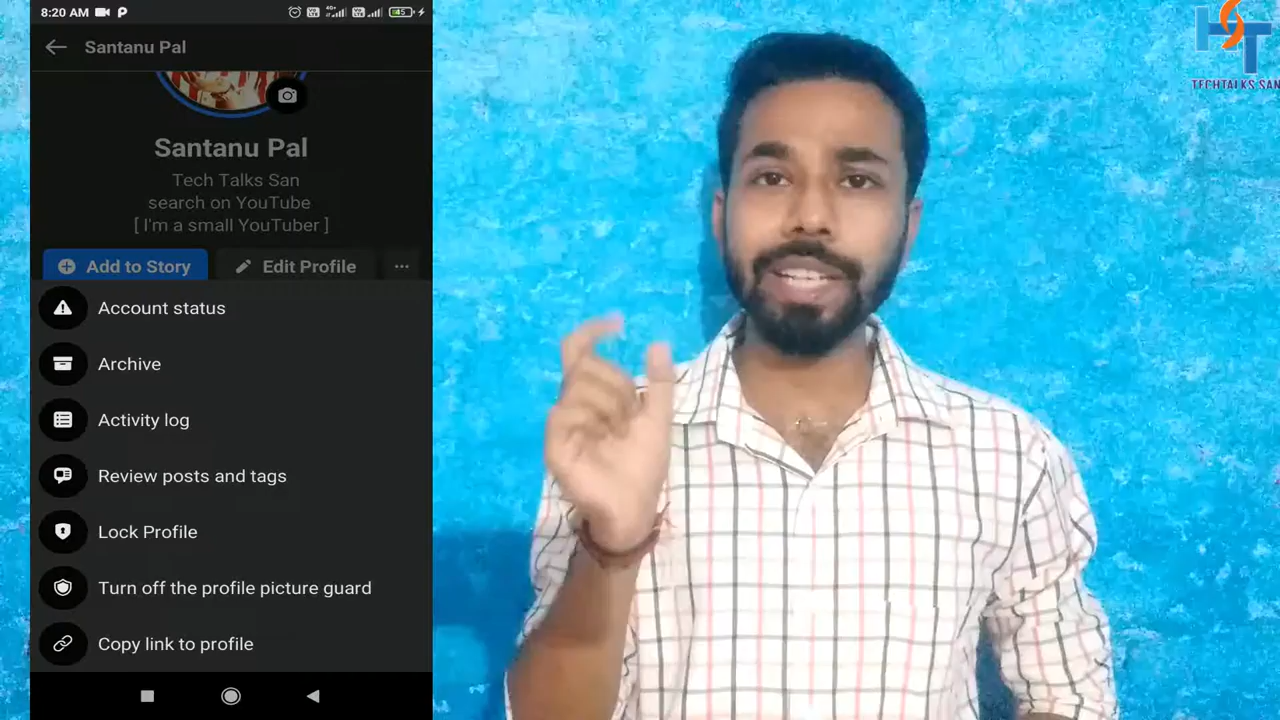 8:20 AM
45
Santanu Pal
Santanu Pal
Tech Talks San
search on YouTube
[ I'm a small YouTuber ]
Add to Story
Edit Profile
Account status
Archive
Activity log
Review posts and tags
Lock Profile
Turn off the profile picture guard
Copy link to profile
TECHTALKS SAN